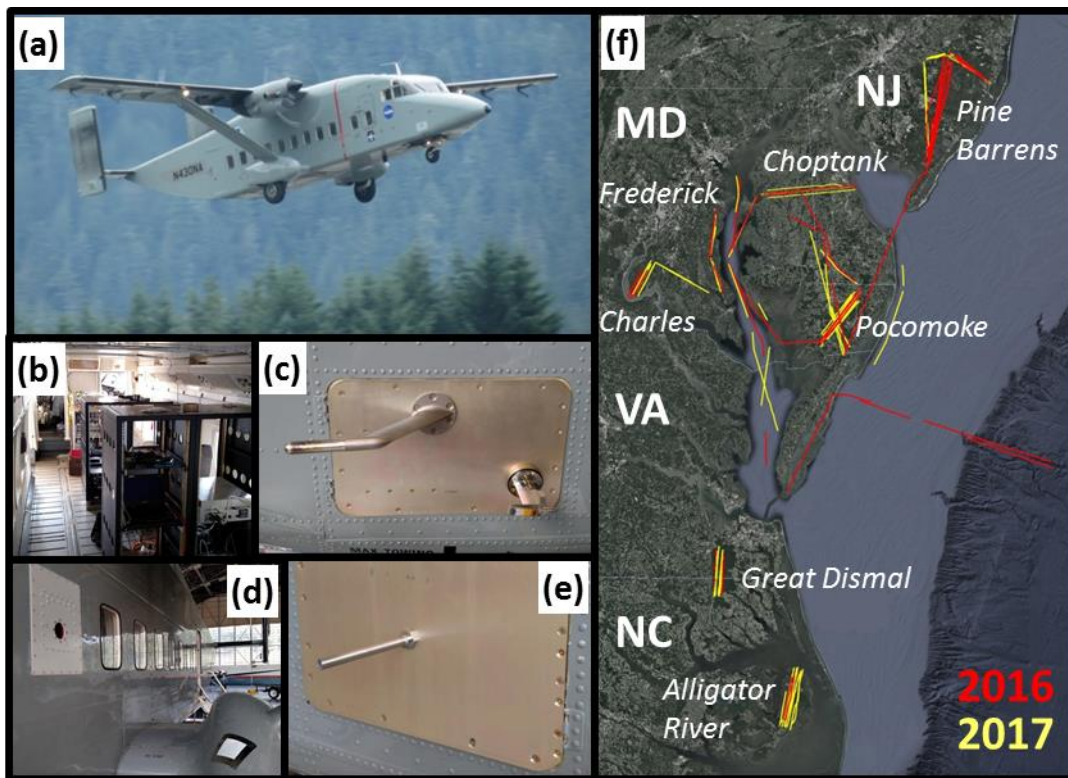 (a)
N430NA
(b)
(c)
MAX TOWING
(d)
(e)
(f)
NJ
MD
Pine
Barrens
Choptank
Frederick
Charles
Pocomoke
VA
Great Dismal
NC
Alligator
River
2016
2017